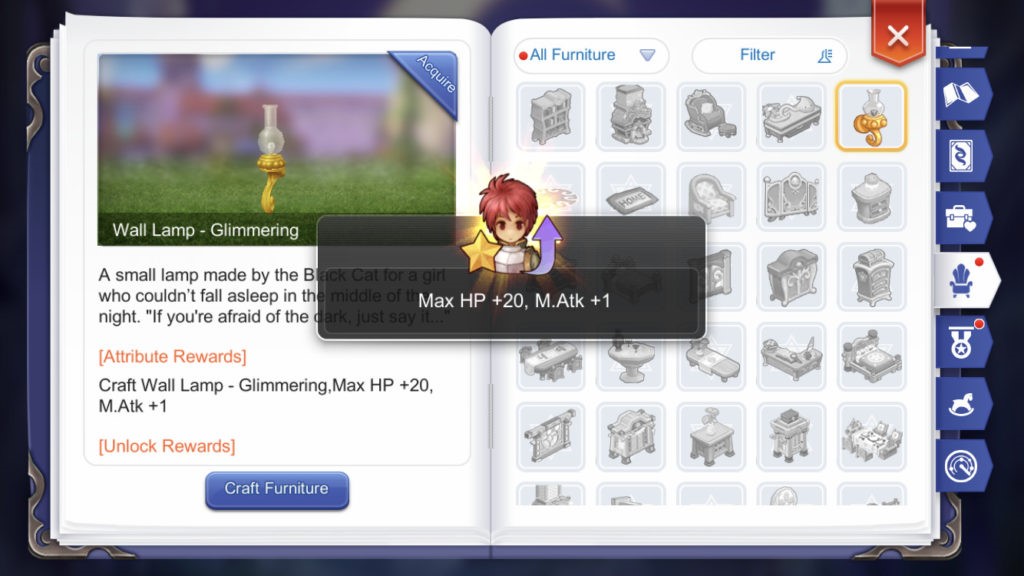 Acquire
Wall Lamp - Glimmering
A small lamp made by the Black Cat for a girl
who couldn't fall asleep in the middle of the
night. "If you're afraid of the dark, just say it..."
[Attribute Rewards]
Craft Wall Lamp - Glimmering,Max HP +20,
M.Atk +1
[Unlock Rewards]
Craft Furniture
Max HP +20, M.Atk +1
All Furniture
Filter
HOME